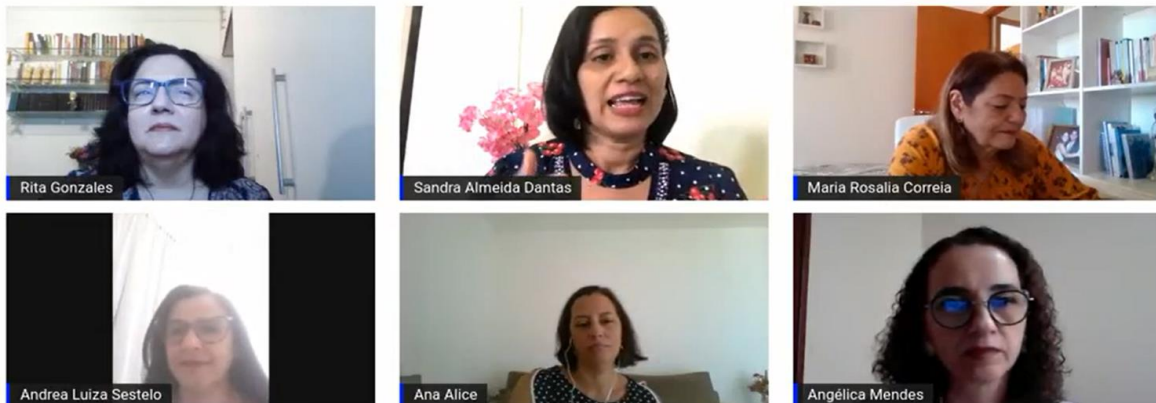 Rita Gonzales
Sandra Almeida Dantas
Maria Rosalia Correia
Andrea Luiza Sestelo
Ana Alice
Angélica Mendes